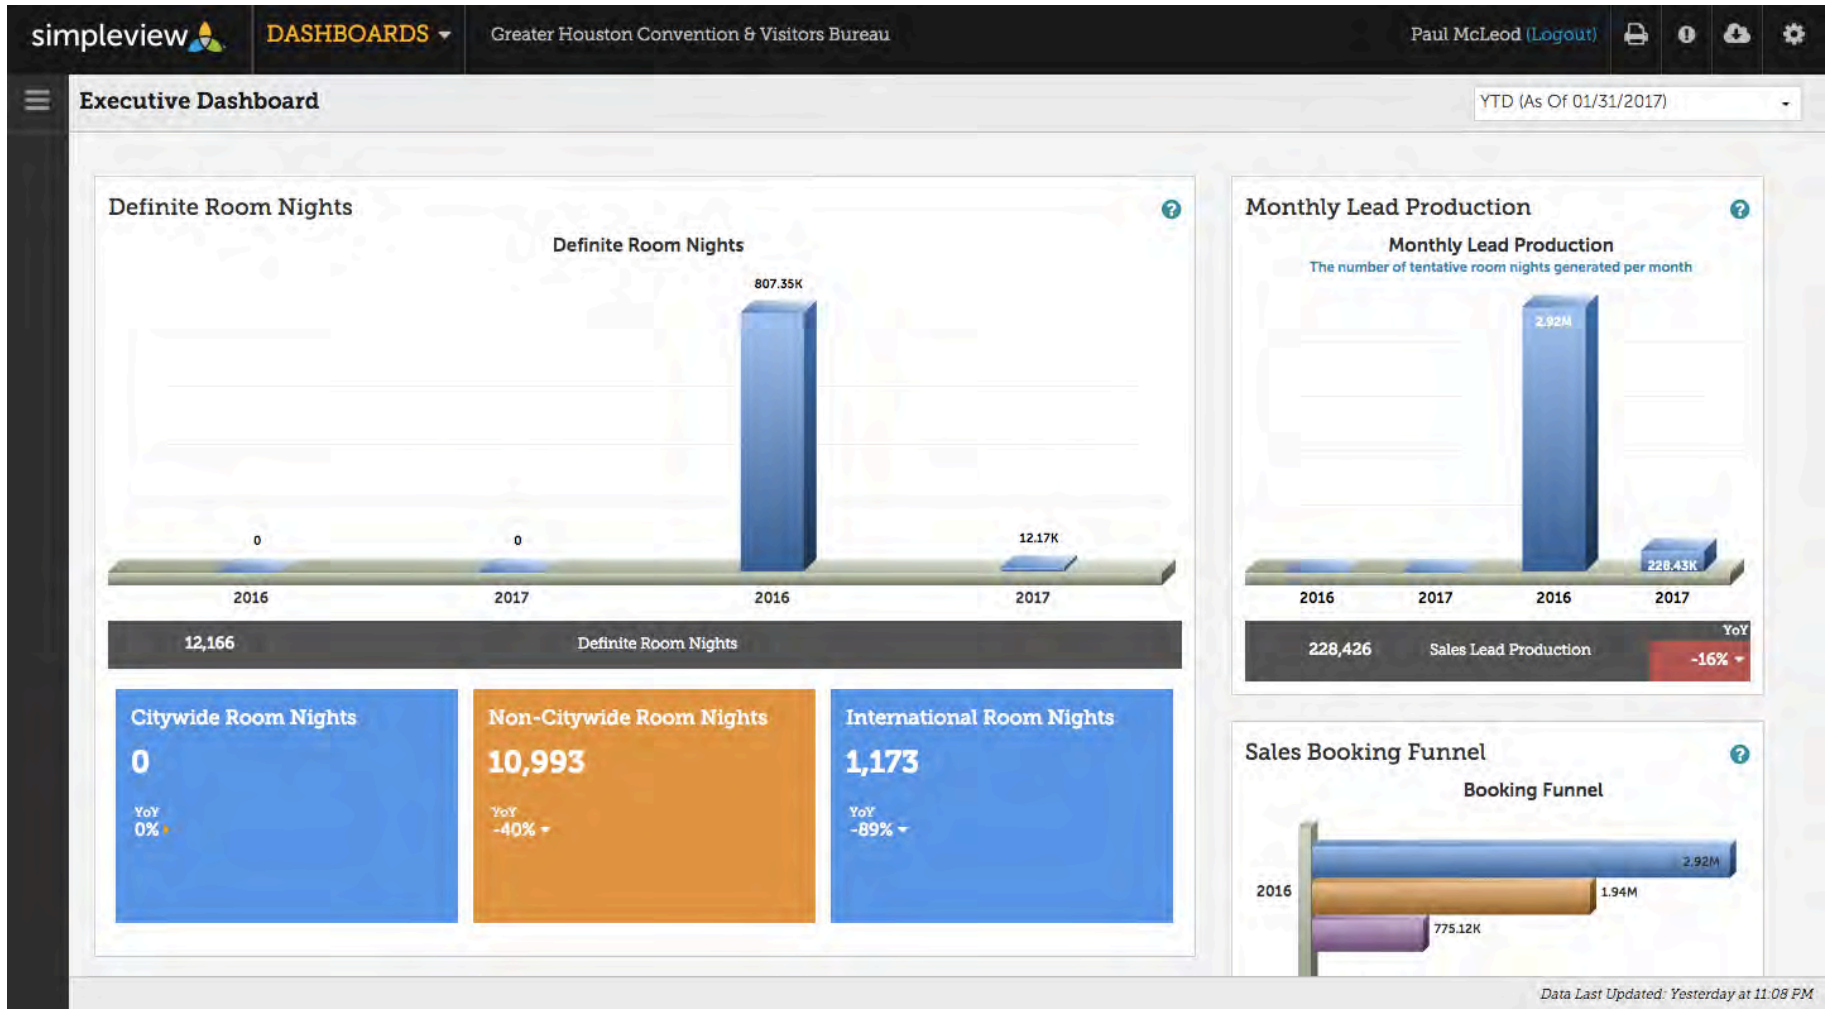 simpleview
DASHBOARDS
Greater Houston Convention & Visitors Bureau
Paul McLeod (Logout)
Executive Dashboard
YTD (As Of 01/31/2017)
Definite Room Nights
?
Definite Room Nights
807.35K
0
0
12.17K
2016
2017
2016
2017
12,166
Definite Room Nights
Citywide Room Nights
0
YoY
0%
Non-Citywide Room Nights
10,993
YoY
-40%
International Room Nights
1,173
YoY
-89%
Monthly Lead Production
?
Monthly Lead Production
The number of tentative room nights generated per month
2.92M
228.43K
2016
2017
2016
2017
228,426
Sales Lead Production
YoY
-16%
Sales Booking Funnel
?
Booking Funnel
2016
2.92M
1.94M
775.12K
Data Last Updated: Yesterday at 11:08 PM